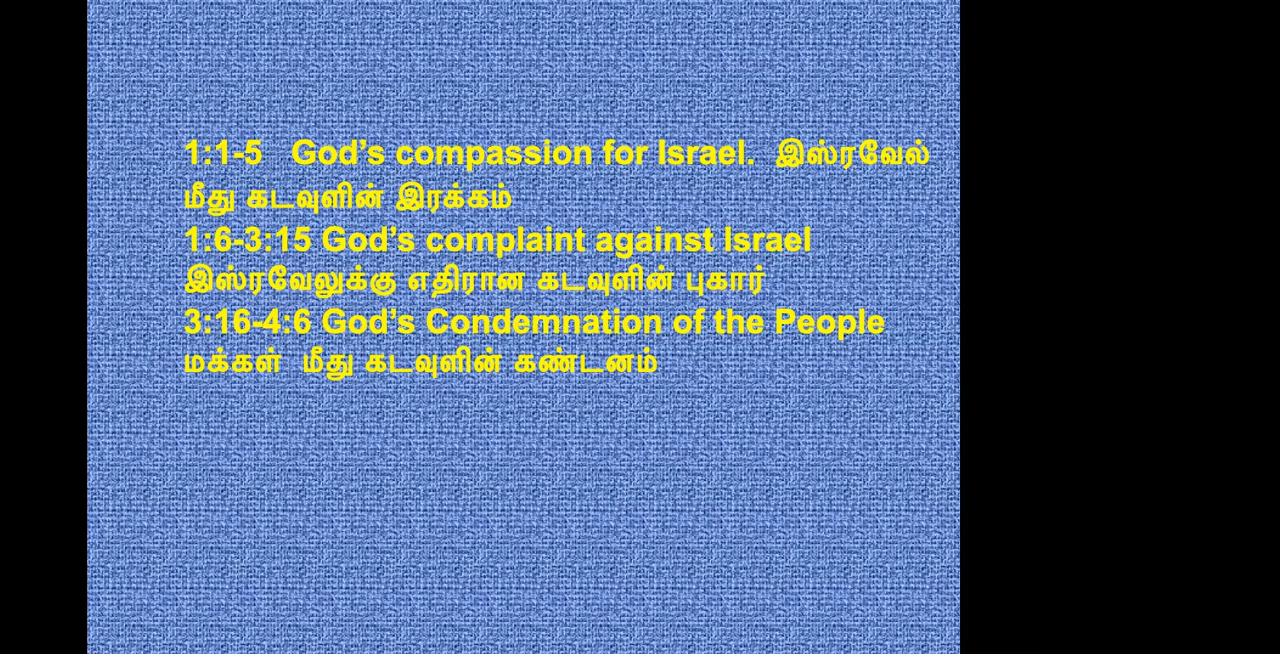 1:1-5 God’s compassion for Israel. இஸ்ரவேல்
மீது கடவுளின் இரக்கம்
1:6-3:15 God’s complaint against Israel
இஸ்ரவேலுக்கு எதிரான கடவுளின் புகார்
3:16-4:6 God’s Condemnation of the People
மக்கள் மீது கடவுளின் கண்டனம்